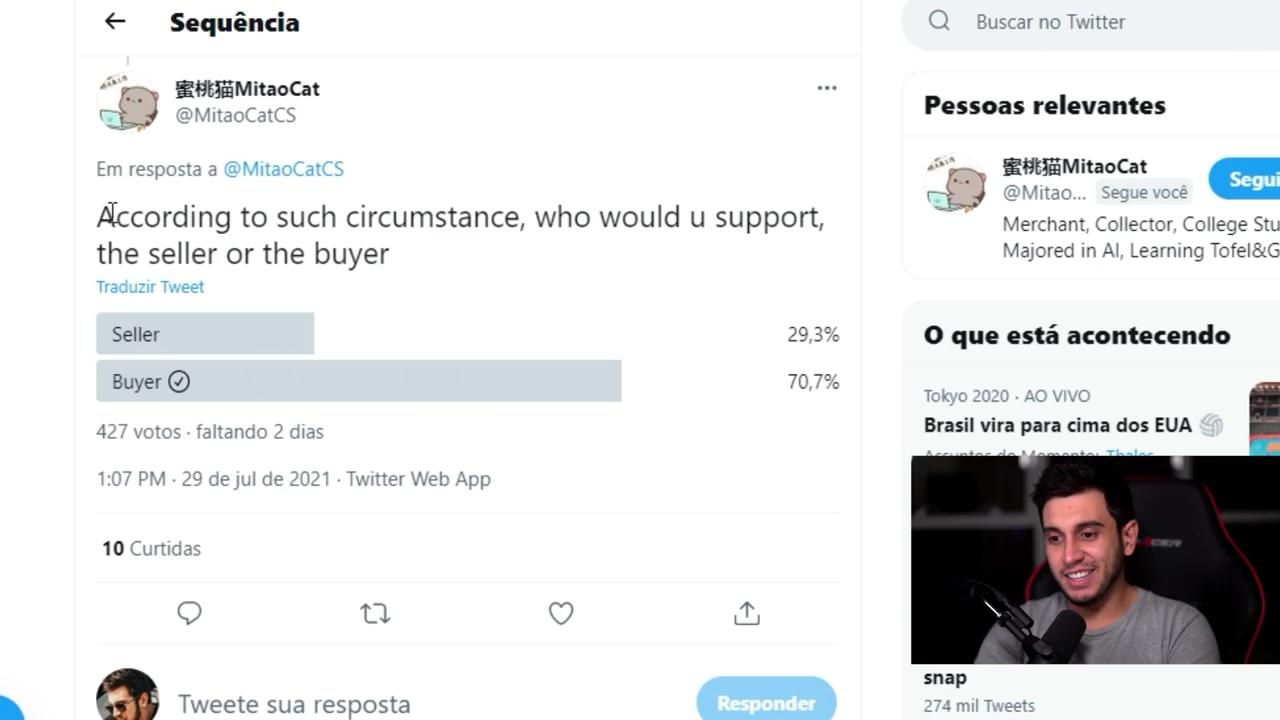 Sequência
Buscar no Twitter
蜜桃猫MitaoCat
@MitaoCatCS
Em resposta a @MitaoCatCS
According to such circumstance, who would u support,
the seller or the buyer
Traduzir Tweet
Seller 29,3%
Buyer 70,7%
427 votos · faltando 2 dias
1:07 PM · 29 de jul de 2021 · Twitter Web App
10 Curtidas
Tweete sua resposta
Responder
Pessoas relevantes
蜜桃猫MitaoCat
@Mitao... Segue você
Segui
Merchant, Collector, College Stu
Majored in AI, Learning Tofel&G
O que está acontecendo
Tokyo 2020 · AO VIVO
Brasil vira para cima dos EUA
Assuntos do Momento: Thales
snap
274 mil Tweets